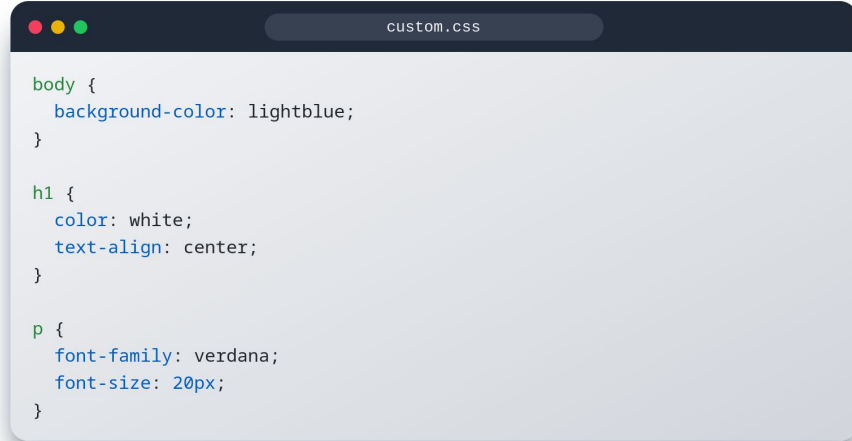 custom.css
body {
  background-color: lightblue;
}

h1 {
  color: white;
  text-align: center;
}

p {
  font-family: verdana;
  font-size: 20px;
}